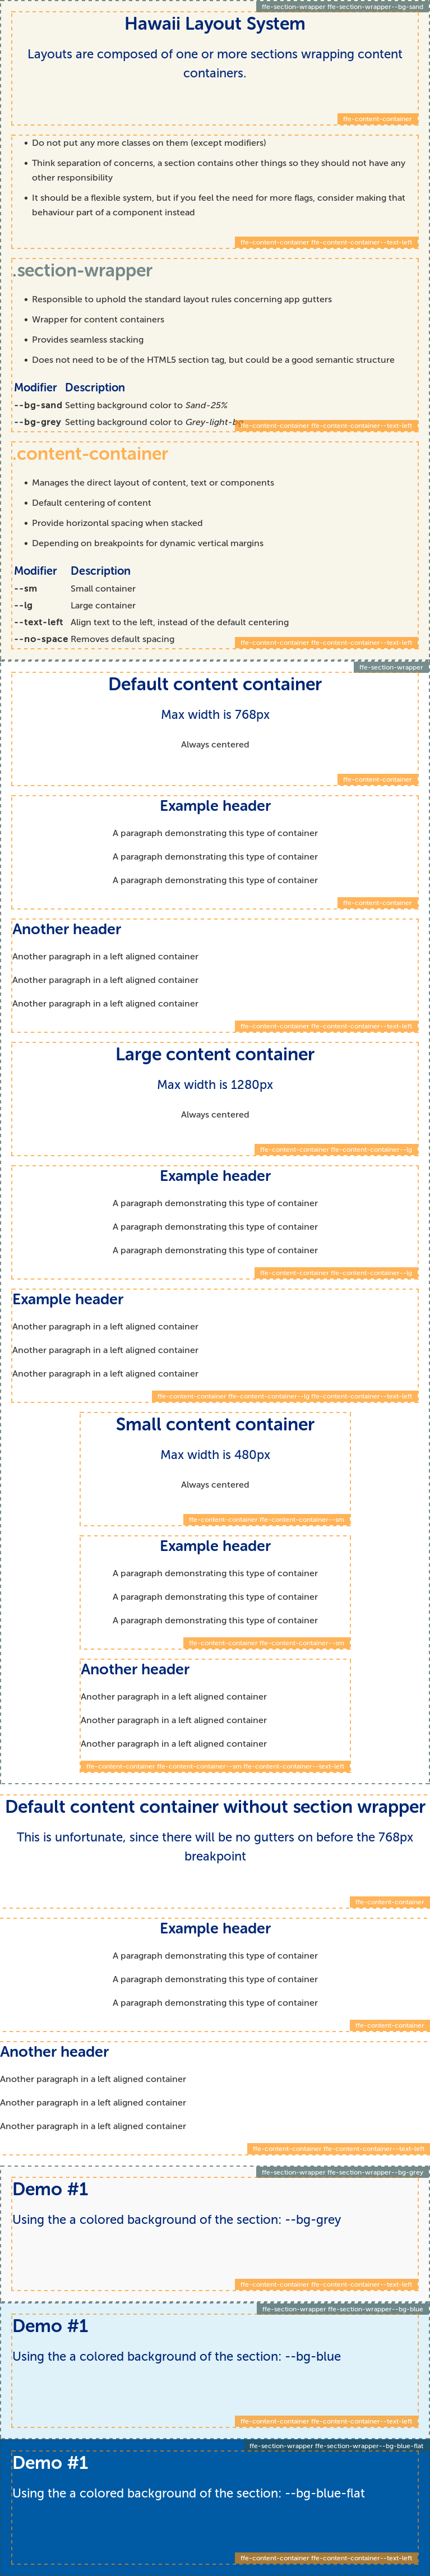 ffe-section-wrapper ffe-section-wrapper--bg-sand
Hawaii Layout System
Layouts are composed of one or more sections wrapping content
containers.
ffe-content-container
• Do not put any more classes on them (except modifiers)
• Think separation of concerns, a section contains other things so they should not have any
other responsibility
• It should be a flexible system, but if you feel the need for more flags, consider making that
behaviour part of a component instead
ffe-content-container ffe-content-container--text-left
.section-wrapper
• Responsible to uphold the standard layout rules concerning app gutters
• Wrapper for content containers
• Provides seamless stacking
• Does not need to be of the HTML5 section tag, but could be a good semantic structure
Modifier Description
--bg-sand Setting background color to Sand-25%
--bg-grey Setting background color to
ffe-content-container ffe-content-container--text-left
.content-container
• Manages the direct layout of content, text or components
• Default centering of content
• Provide horizontal spacing when stacked
• Depending on breakpoints for dynamic vertical margins
Modifier Description
--sm Small container
--lg Large container
--text-left Align text to the left, instead of the default centering
--no-space Removes default spacing
ffe-content-container ffe-content-container--text-left
ffe-section-wrapper
Default content container
Max width is 768px
Always centered
ffe-content-container
Example header
A paragraph demonstrating this type of container
A paragraph demonstrating this type of container
A paragraph demonstrating this type of container
ffe-content-container
Another header
Another paragraph in a left aligned container
Another paragraph in a left aligned container
Another paragraph in a left aligned container
ffe-content-container ffe-content-container--text-left
Large content container
Max width is 1280px
Always centered
ffe-content-container ffe-content-container--lg
Example header
A paragraph demonstrating this type of container
A paragraph demonstrating this type of container
A paragraph demonstrating this type of container
ffe-content-container ffe-content-container--lg
Example header
Another paragraph in a left aligned container
Another paragraph in a left aligned container
Another paragraph in a left aligned container
ffe-content-container ffe-content-container--lg ffe-content-container--text-left
Small content container
Max width is 480px
Always centered
ffe-content-container ffe-content-container--sm
Example header
A paragraph demonstrating this type of container
A paragraph demonstrating this type of container
A paragraph demonstrating this type of container
ffe-content-container ffe-content-container--sm
Another header
Another paragraph in a left aligned container
Another paragraph in a left aligned container
Another paragraph in a left aligned container
ffe-content-container ffe-content-container--sm ffe-content-container--text-left
Default content container without section wrapper
This is unfortunate, since there will be no gutters on before the 768px
breakpoint
ffe-content-container
Example header
A paragraph demonstrating this type of container
A paragraph demonstrating this type of container
A paragraph demonstrating this type of container
ffe-content-container
Another header
Another paragraph in a left aligned container
Another paragraph in a left aligned container
Another paragraph in a left aligned container
ffe-content-container ffe-content-container--text-left
ffe-section-wrapper ffe-section-wrapper--bg-grey
Demo #1
Using the a colored background of the section: --bg-grey
ffe-content-container ffe-content-container--text-left
ffe-section-wrapper ffe-section-wrapper--bg-blue
Demo #1
Using the a colored background of the section: --bg-blue
ffe-content-container ffe-content-container--text-left
ffe-section-wrapper ffe-section-wrapper--bg-blue-flat
Demo #1
Using the a colored background of the section: --bg-blue-flat
ffe-content-container ffe-content-container--text-left